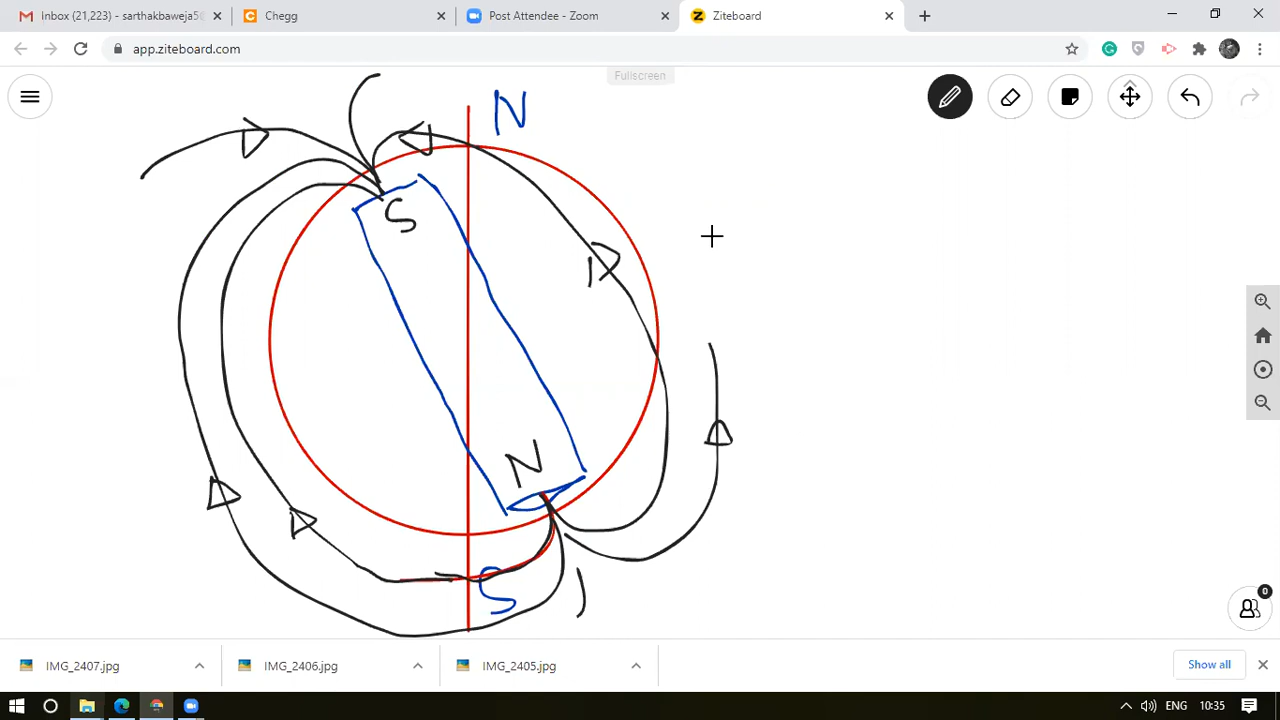 Inbox (21,223) - sarthakbaweja5
Chegg
Post Attendee - Zoom
Ziteboard
app.ziteboard.com
Fullscreen
N
S
N
S
0
IMG_2407.jpg
IMG_2406.jpg
IMG_2405.jpg
Show all
ENG
10:35